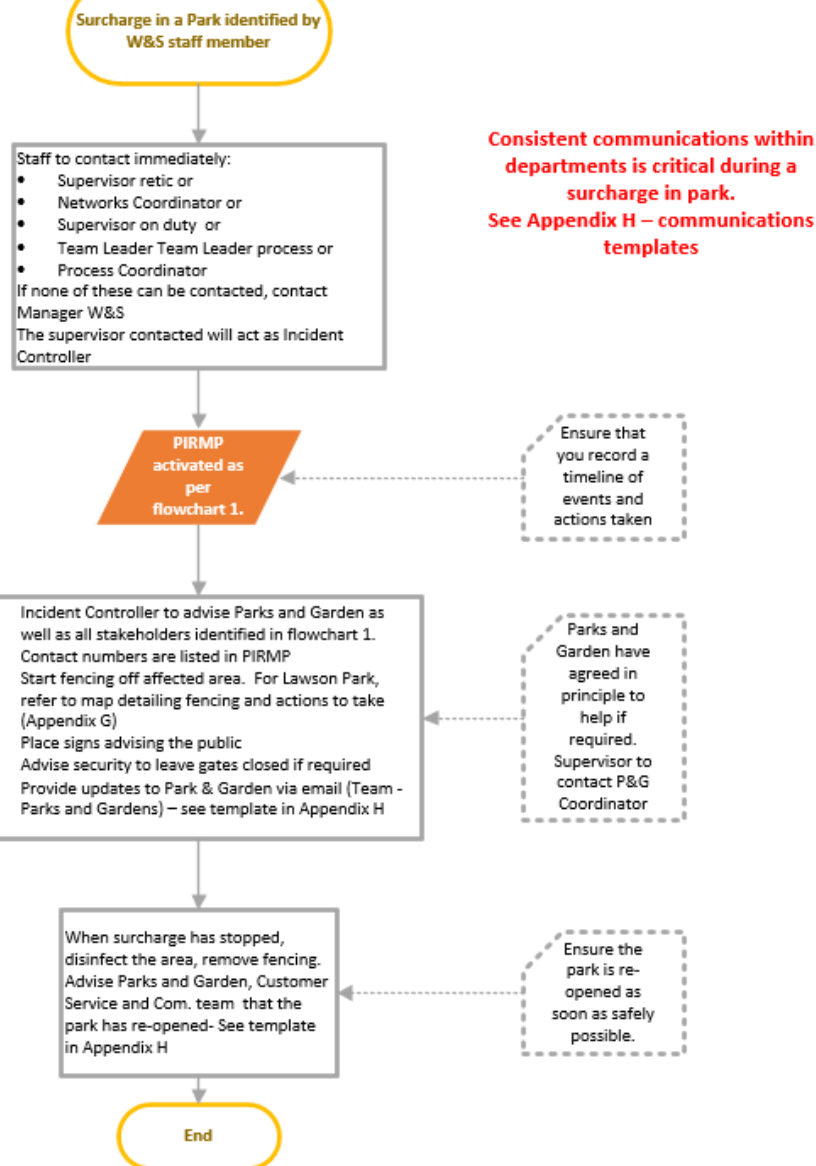 Surcharge in a Park identified by
W&S staff member
Consistent communications within
departments is critical during a
surcharge in park.
See Appendix H – communications
templates
Staff to contact immediately:
• Supervisor retic or
• Networks Coordinator or
• Supervisor on duty or
• Team Leader Team Leader process or
• Process Coordinator
If none of these can be contacted, contact
Manager W&S
The supervisor contacted will act as Incident
Controller
PIRMP
activated as
per
flowchart 1.
Ensure that
you record a
timeline of
events and
actions taken
Incident Controller to advise Parks and Garden as
well as all stakeholders identified in flowchart 1.
Contact numbers are listed in PIRMP
Start fencing off affected area. For Lawson Park,
refer to map detailing fencing and actions to take
(Appendix G)
Place signs advising the public
Advise security to leave gates closed if required
Provide updates to Park & Garden via email (Team -
Parks and Gardens) – see template in Appendix H
Parks and
Garden have
agreed in
principle to
help if
required.
Supervisor to
contact P&G
Coordinator
When surcharge has stopped,
disinfect the area, remove fencing.
Advise Parks and Garden, Customer
Service and Com. team that the
park has re-opened- See template
in Appendix H
Ensure the
park is re-
opened as
soon as safely
possible.
End